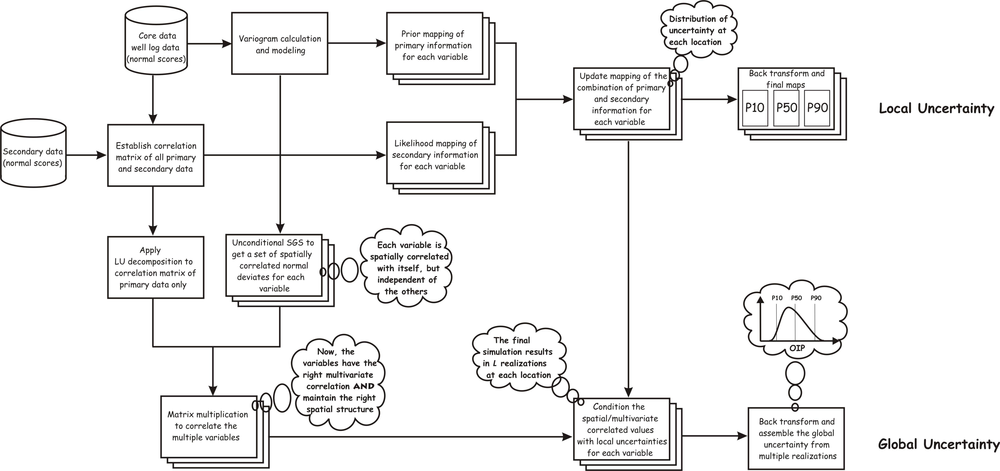 Core data
well log data
(normal scores)
Variogram calculation
and modeling
Prior mapping of
primary information
for each variable
Distribution of
uncertainty at
each location
Update mapping of the
combination of primary
and secondary
information for
each variable
Back transform and
final maps
P10
P50
P90
Local Uncertainty
Secondary data
(normal scores)
Establish correlation
matrix of all primary
and secondary data
Likelihood mapping of
secondary information
for each variable
Apply
LU decomposition to
correlation matrix of
primary data only
Unconditional SGS to
get a set of spatially
correlated normal
deviates for each
variable
Each variable is
spatially correlated
with itself, but
independent of
the others
Now, the
variables have the
right multivariate
correlation AND
maintain the right
spatial structure
The final
simulation results
in L realizations
at each location
P10 P50 P90
OIP
Matrix multiplication
to correlate the
multiple variables
Condition the
spatial/multivariate
correlated values
with local uncertainties
for each variable
Back transform and
assemble the global
uncertainty from
multiple realizations
Global Uncertainty